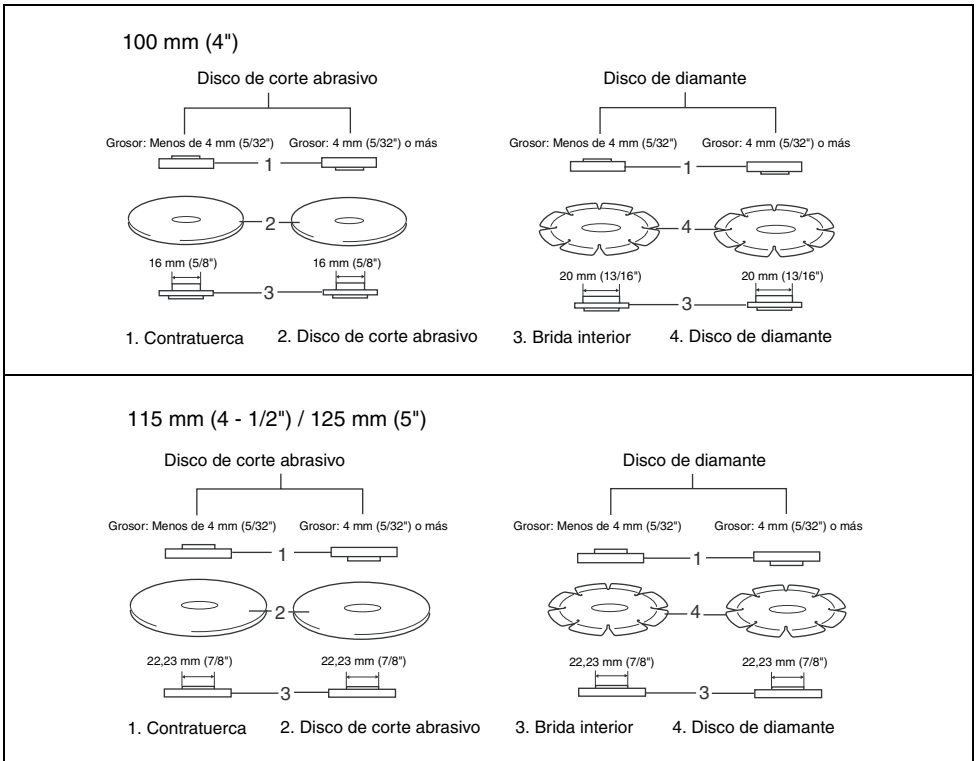 100 mm (4")
Disco de corte abrasivo
Grosor: Menos de 4 mm (5/32")
Grosor: 4 mm (5/32") o más
1
2
16 mm (5/8")
16 mm (5/8")
3
Disco de diamante
Grosor: Menos de 4 mm (5/32")
Grosor: 4 mm (5/32") o más
1
4
20 mm (13/16")
20 mm (13/16")
3
1. Contratuerca 2. Disco de corte abrasivo 3. Brida interior 4. Disco de diamante
115 mm (4 - 1/2") / 125 mm (5")
Disco de corte abrasivo
Grosor: Menos de 4 mm (5/32")
Grosor: 4 mm (5/32") o más
1
2
22,23 mm (7/8")
22,23 mm (7/8")
3
Disco de diamante
Grosor: Menos de 4 mm (5/32")
Grosor: 4 mm (5/32") o más
1
4
22,23 mm (7/8")
22,23 mm (7/8")
3
1. Contratuerca 2. Disco de corte abrasivo 3. Brida interior 4. Disco de diamante